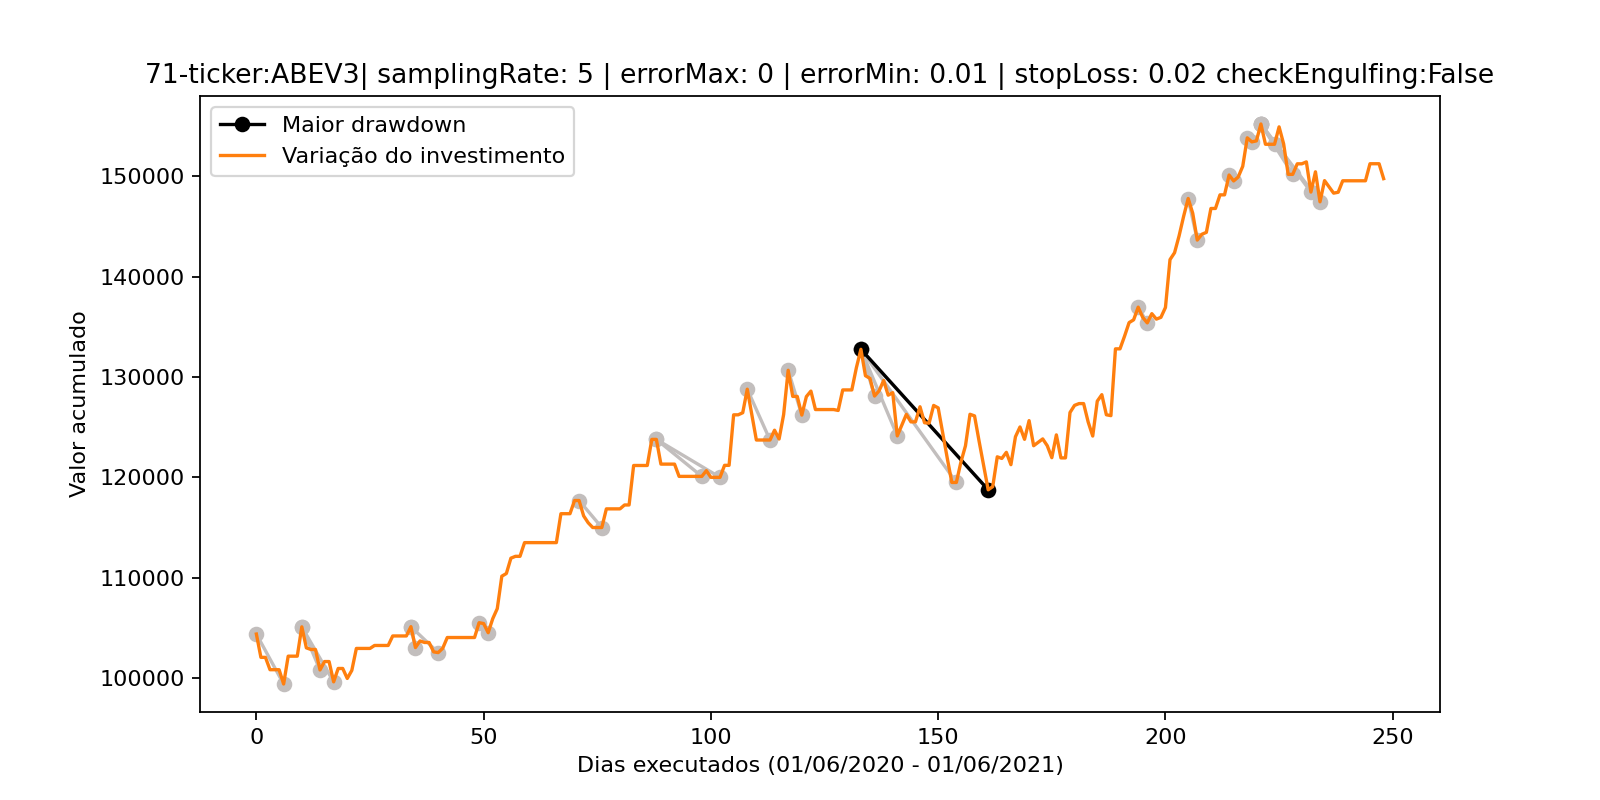 71-ticker:ABEV3| samplingRate: 5 | errorMax: 0 | errorMin: 0.01 | stopLoss: 0.02 checkEngulfing:False
Maior drawdown
Variação do investimento
150000
140000
130000
120000
110000
100000
Valor acumulado
0 50 100 150 200 250
Dias executados (01/06/2020 - 01/06/2021)